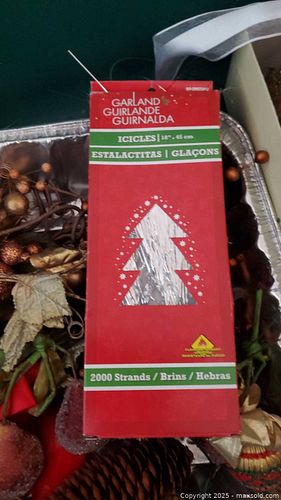 GARLAND
GUIRLANDE
GUIRNALDA
ICICLES | 18" - 45 cm
ESTALACTITAS | GLAÇONS
2000 Strands / Brins / Hebras
Copyright 2025 - maxsold.com